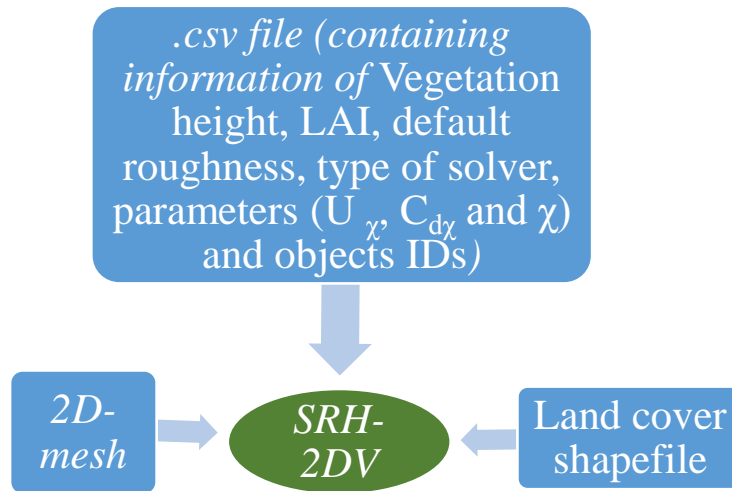 .csv file (containing
information of Vegetation
height, LAI, default
roughness, type of solver,
parameters (U χ, Cdχ and χ)
and objects IDs)
2D-
mesh
SRH-
2DV
Land cover
shapefile